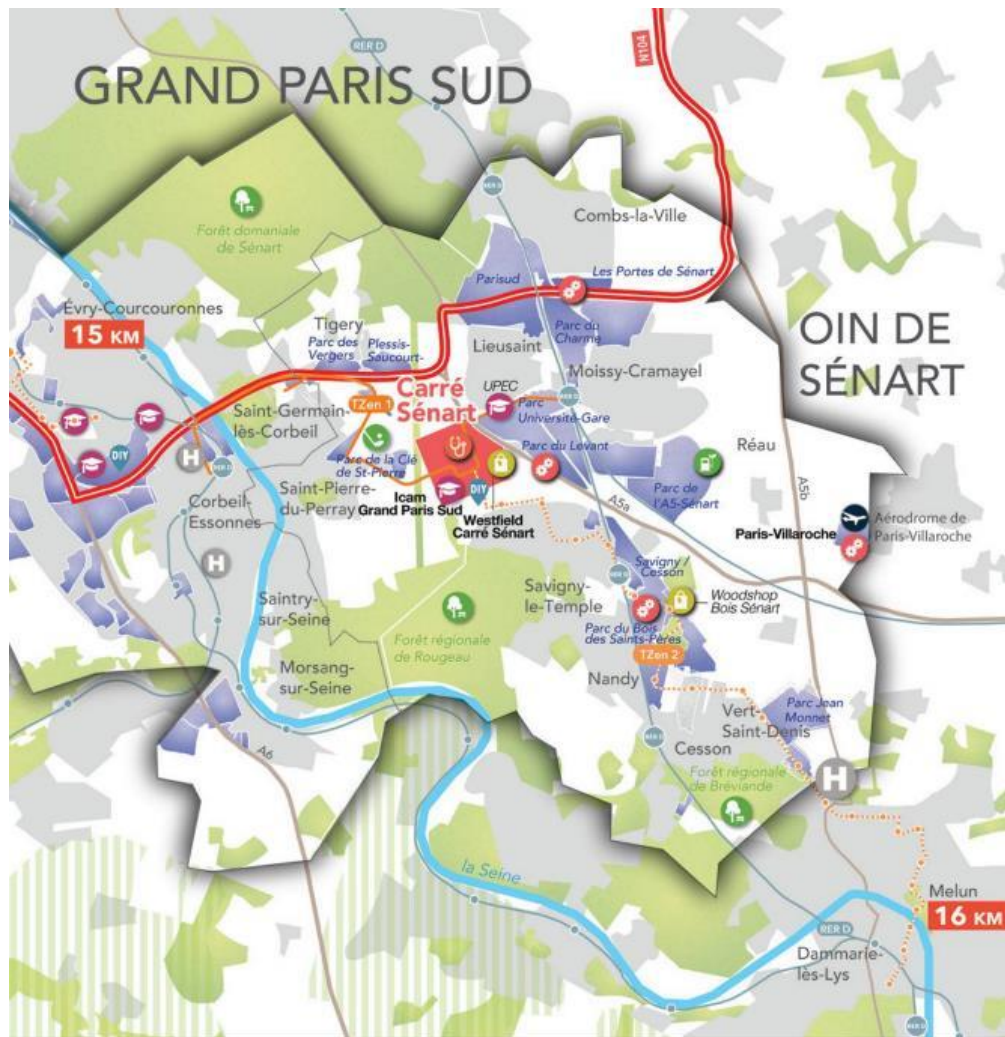 RER D
N104
GRAND PARIS SUD
RER D
Combs-la-Ville
Forêt domaniale
de Sénart
Parisud
Les Portes de Sénart
Évry-Courcouronnes
15 KM
OIN DE
SÉNART
Tigery
Parc des
Vergers
Plessis-
Saucourt-
Lieusaint
Parc du
Charme
Moissy-Cramayel
Carré
Sénart
UPEC
RER D
TZen 1
Parc
Université-Gare
Saint-Germain-
lès-Corbeil
DIY
H
RER D
Parc de la Clé
de St-Pierre
Parc du Levant
Réau
Parc de
l'A5-Sénart
A5b
Saint-Pierre-
du-Perray
Icam
Grand Paris Sud
DIY
Westfield
Carré Sénart
A5a
Corbeil-
Essonnes
Paris-Villaroche
Aérodrome de
Paris-Villaroche
H
Savigny /
Cesson
RER D
Savigny-
le-Temple
Woodshop
Bois Sénart
Saintry-
sur-Seine
Forêt régionale
de Rougeau
Parc du Bois
des Saints-Pères
TZen 2
Morsang-
sur-Seine
Nandy
Parc Jean
Monnet
Vert-
Saint-Denis
RER D
Cesson
A6
Forêt régionale
de Bréviande
H
la Seine
Melun
16 KM
RER D
Dammarie-
lès-Lys
RER D